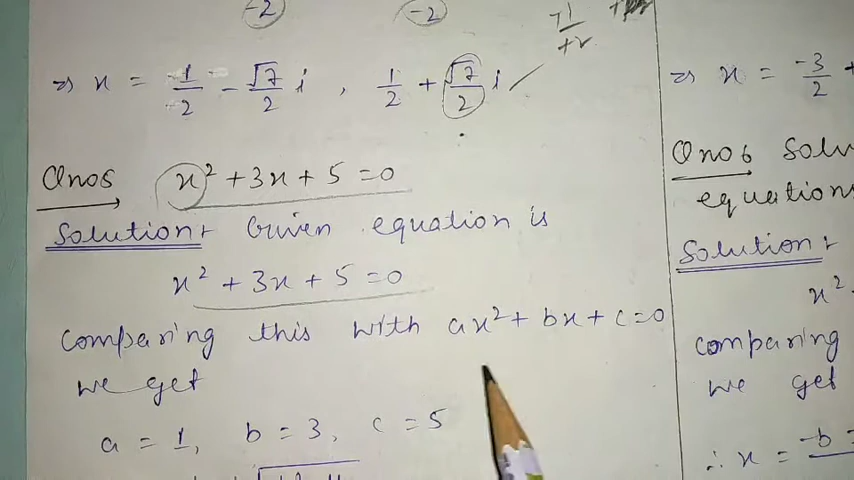 -2
-2
⇒ x = -1/-2 - √7/2 i , 1/2 + √7/2 i
Qno5 x² + 3x + 5 = 0
Solution: Given equation is
x² + 3x + 5 = 0
Comparing this with ax² + bx + c = 0
we get
a = 1, b = 3, c = 5
⇒ x = -3/2 +
Qno6
equation
Solution:
x²
Comparing
we get
∴ x = -b